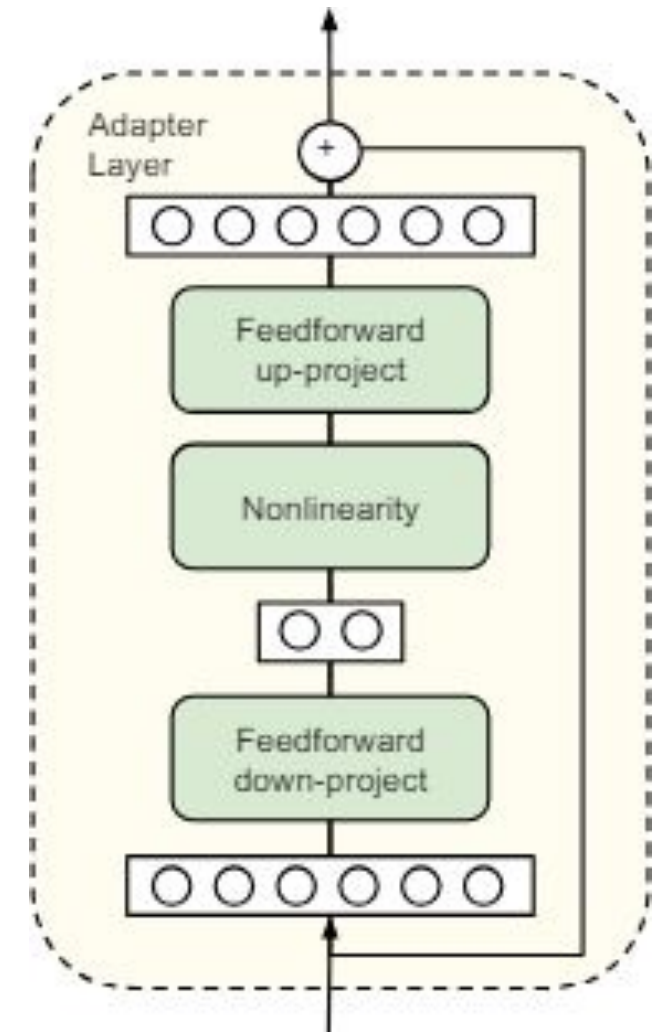 Adapter
Layer
+
Feedforward
up-project
Nonlinearity
Feedforward
down-project